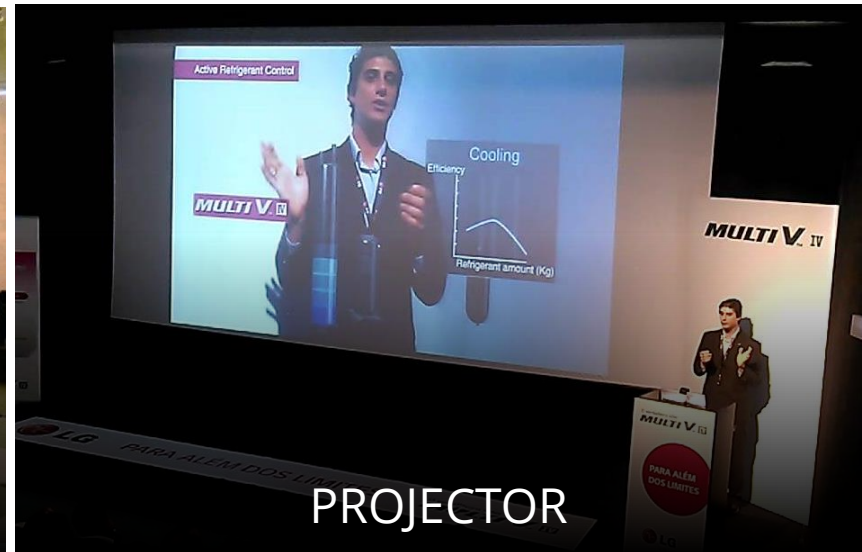 Active Refrigerant Control
MULTI V. IV
Cooling
Efficiency
Refrigerant amount (Kg)
MULTI V. IV
MULTI V. IV
PARA ALÉM
DOS LIMITES
LG
LG PARA ALÉM DOS LIMITES
PROJECTOR